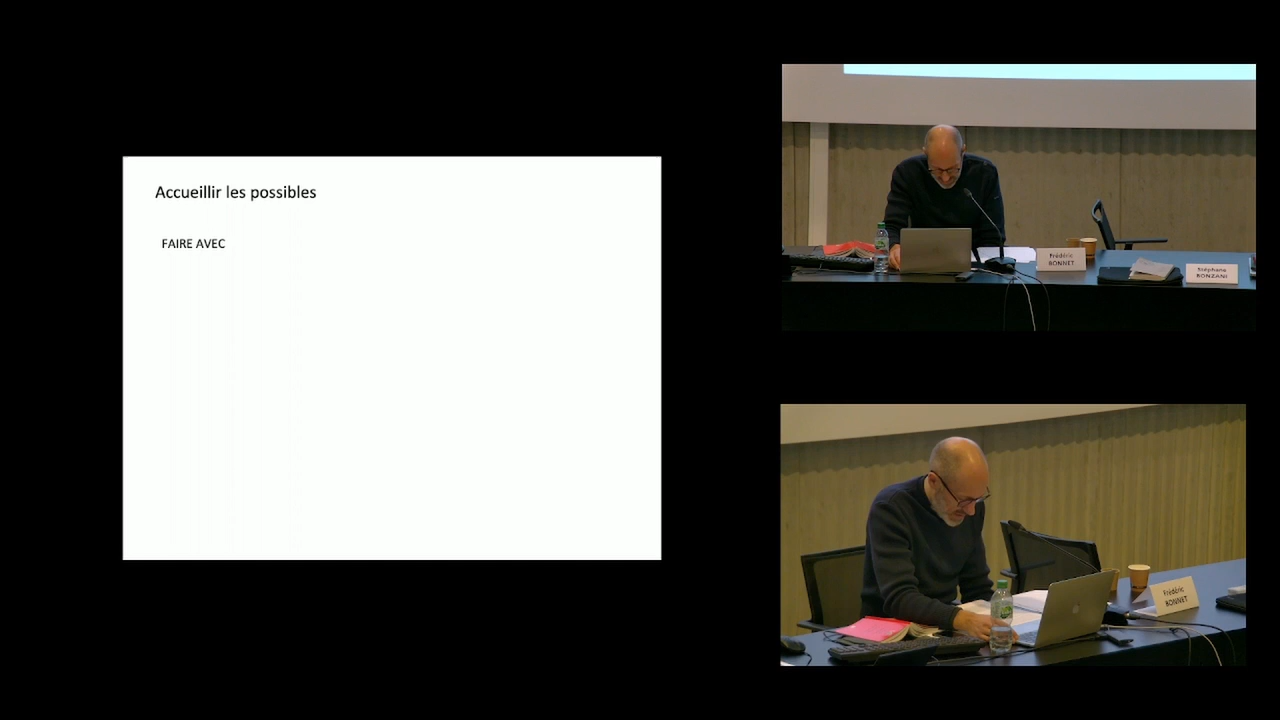 Accueillir les possibles
FAIRE AVEC
Frédéric
BONNET
Stéphane
BONZANI
Frédéric
BONNET